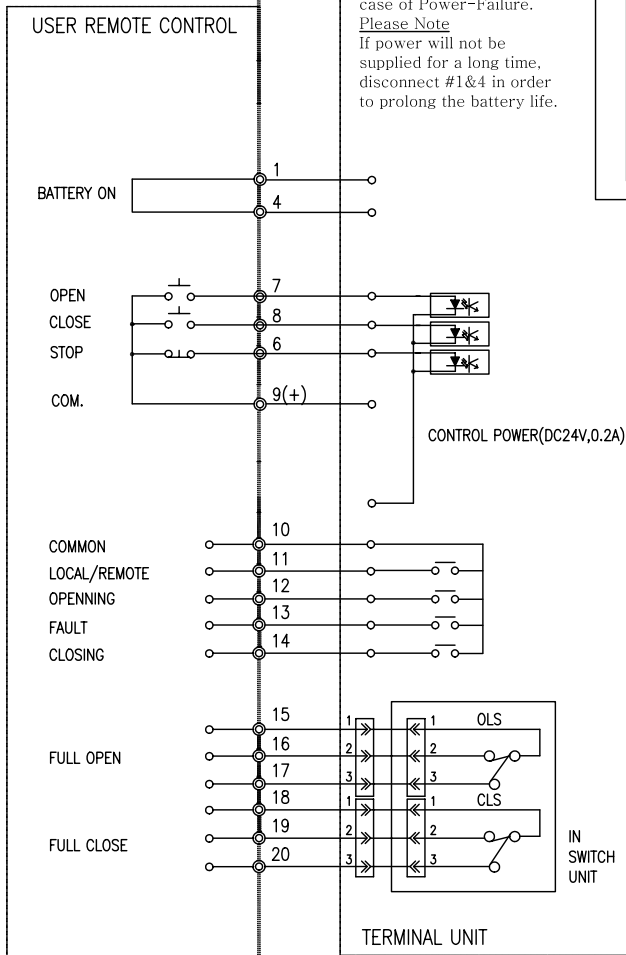 case of Power-Failure.
Please Note
If power will not be
supplied for a long time,
disconnect #1&4 in order
to prolong the battery life.
USER REMOTE CONTROL
BATTERY ON
1
4
OPEN
7
CLOSE
8
STOP
6
COM.
9(+)
CONTROL POWER(DC24V,0.2A)
COMMON
10
LOCAL/REMOTE
11
OPENNING
12
FAULT
13
CLOSING
14
15
1
1
OLS
FULL OPEN
16
2
2
17
3
3
18
1
1
CLS
FULL CLOSE
19
2
2
20
3
3
IN
SWITCH
UNIT
TERMINAL UNIT